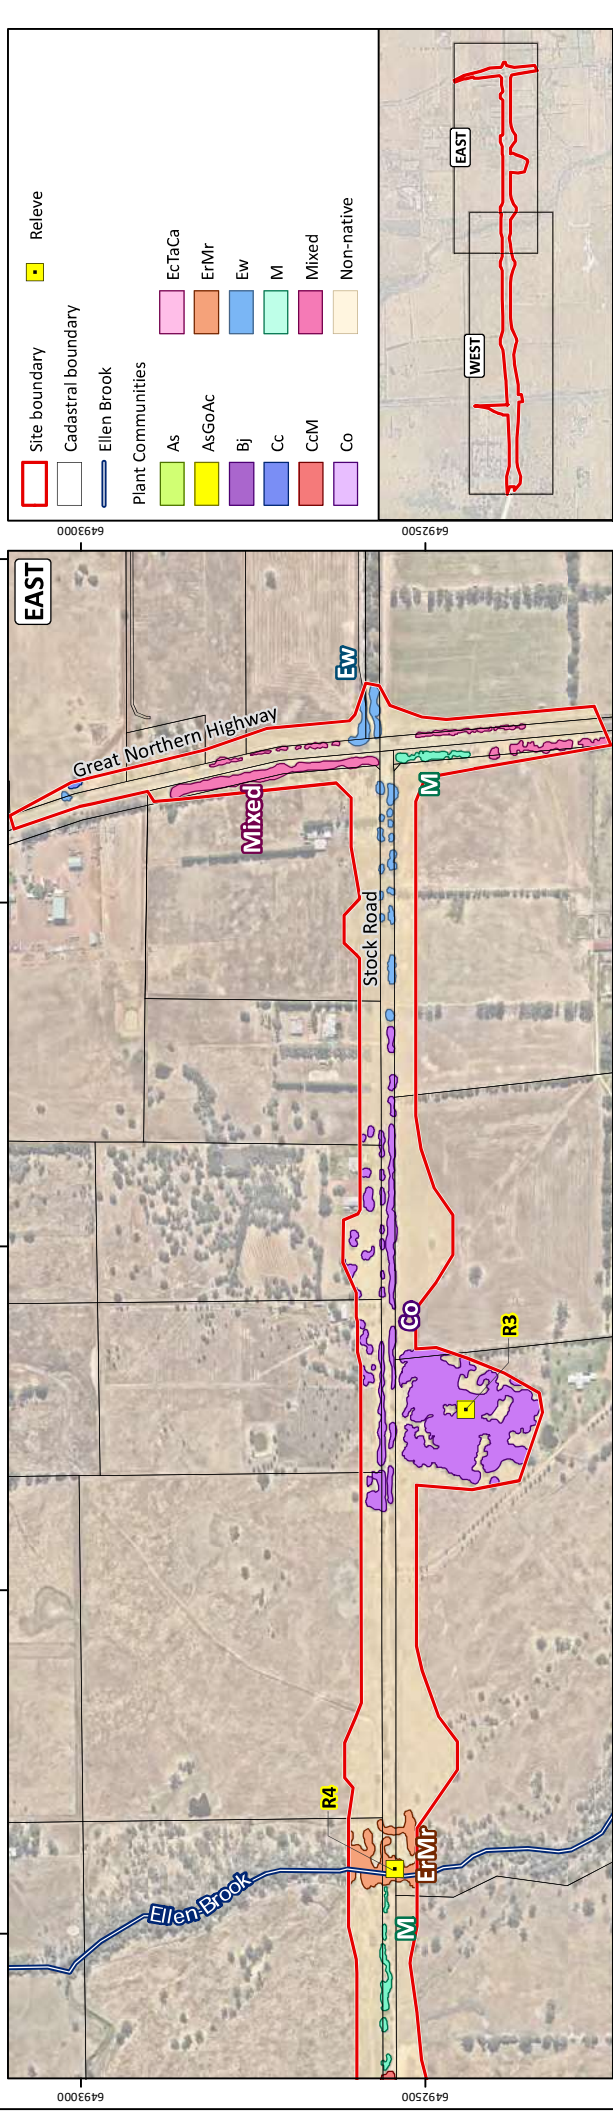 Site boundary
Cadastral boundary
Ellen Brook
Plant Communities
As
AsGoAc
Bj
Cc
CcM
Co
Releve
EcTaCa
ErMr
Ew
M
Mixed
Non-native
WEST
EAST
6493000
6492500
EAST
Great Northern Highway
Ew
Mixed
M
Stock Road
Co
R3
R4
Ellen Brook
ErMr
M
6493000
6492500